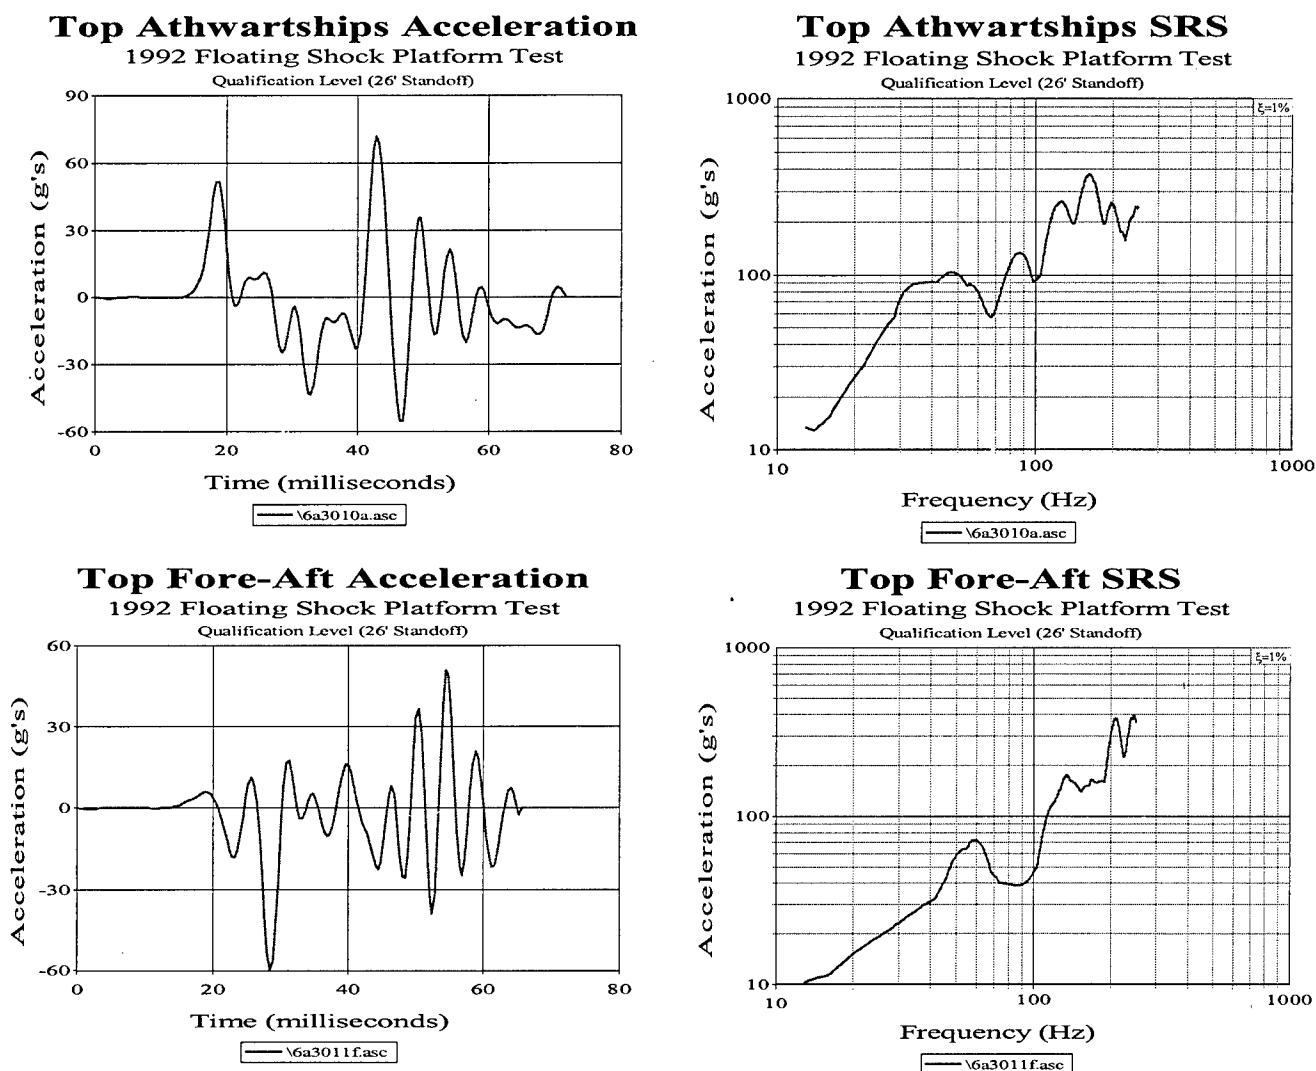 Top Athwartships Acceleration
1992 Floating Shock Platform Test
Qualification Level (26' Standoff)
90
60
30
0
-30
-60
Acceleration (g's)
0 20 40 60 80
Time (milliseconds)
\6a3010a.asc
Top Athwartships SRS
1992 Floating Shock Platform Test
Qualification Level (26' Standoff)
ξ=1%
1000
100
10
Acceleration (g's)
10 100 1000
Frequency (Hz)
\6a3010a.asc
Top Fore-Aft Acceleration
1992 Floating Shock Platform Test
Qualification Level (26' Standoff)
60
30
0
-30
-60
Acceleration (g's)
0 20 40 60 80
Time (milliseconds)
\6a3011f.asc
Top Fore-Aft SRS
1992 Floating Shock Platform Test
Qualification Level (26' Standoff)
ξ=1%
1000
100
10
Acceleration (g's)
10 100 1000
Frequency (Hz)
\6a3011f.asc